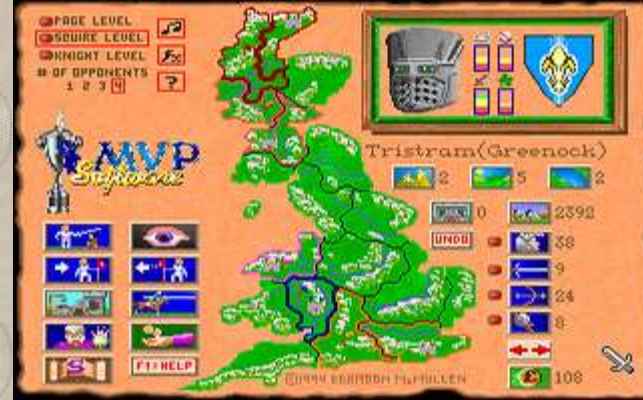 PAGE LEVEL
SQUIRE LEVEL
KNIGHT LEVEL
# OF OPPONENTS
1 2 3 4
?
MVP
Software
Tristram(Greenock)
2 5 2
0 2392
UNDO
38
9
24
8
S
F1=HELP
©1994 BRANDON McMULLEN
£ 108